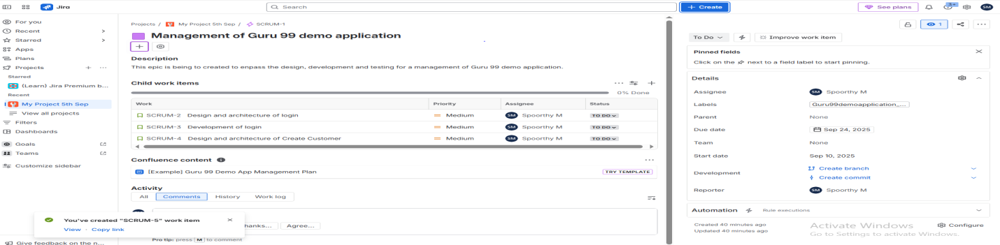 Jira
Search
+ Create
See plans
3+
SM
For you
Recent
Starred
Apps
Plans
Projects
Starred
(Learn) Jira Premium b...
Recent
My Project 5th Sep
View all projects
Filters
Dashboards
Goals
Teams
Customize sidebar
Give feedback on the n...
Projects / My Project 5th Sep / SCRUM-1
Management of Guru 99 demo application
Description
This epic is being to created to enpass the design, development and testing for a management of Guru 99 demo application.
Child work items
0% Done
Work Priority Assignee Status
SCRUM-2 Design and architecture of login Medium SM Spoorthy M TO DO
SCRUM-3 Development of login Medium SM Spoorthy M TO DO
SCRUM-4 Design and architecture of Create Customer Medium SM Spoorthy M TO DO
Confluence content
[Example] Guru 99 Demo App Management Plan TRY TEMPLATE
Activity
All Comments History Work log
hanks... Agree...
Pro tip: press M to comment
You've created "SCRUM-5" work item
View · Copy link
1
To Do
Improve work item
Pinned fields
Click on the next to a field label to start pinning.
Details
Assignee SM Spoorthy M
Labels Guru99demoapplication_...
Parent None
Due date Sep 24, 2025
Team None
Start date Sep 10, 2025
Development Create branch
Create commit
Reporter SM Spoorthy M
Automation Rule executions
Created 40 minutes ago
Updated 40 minutes ago
Configure
Activate Windows
Go to Settings to activate Windows.